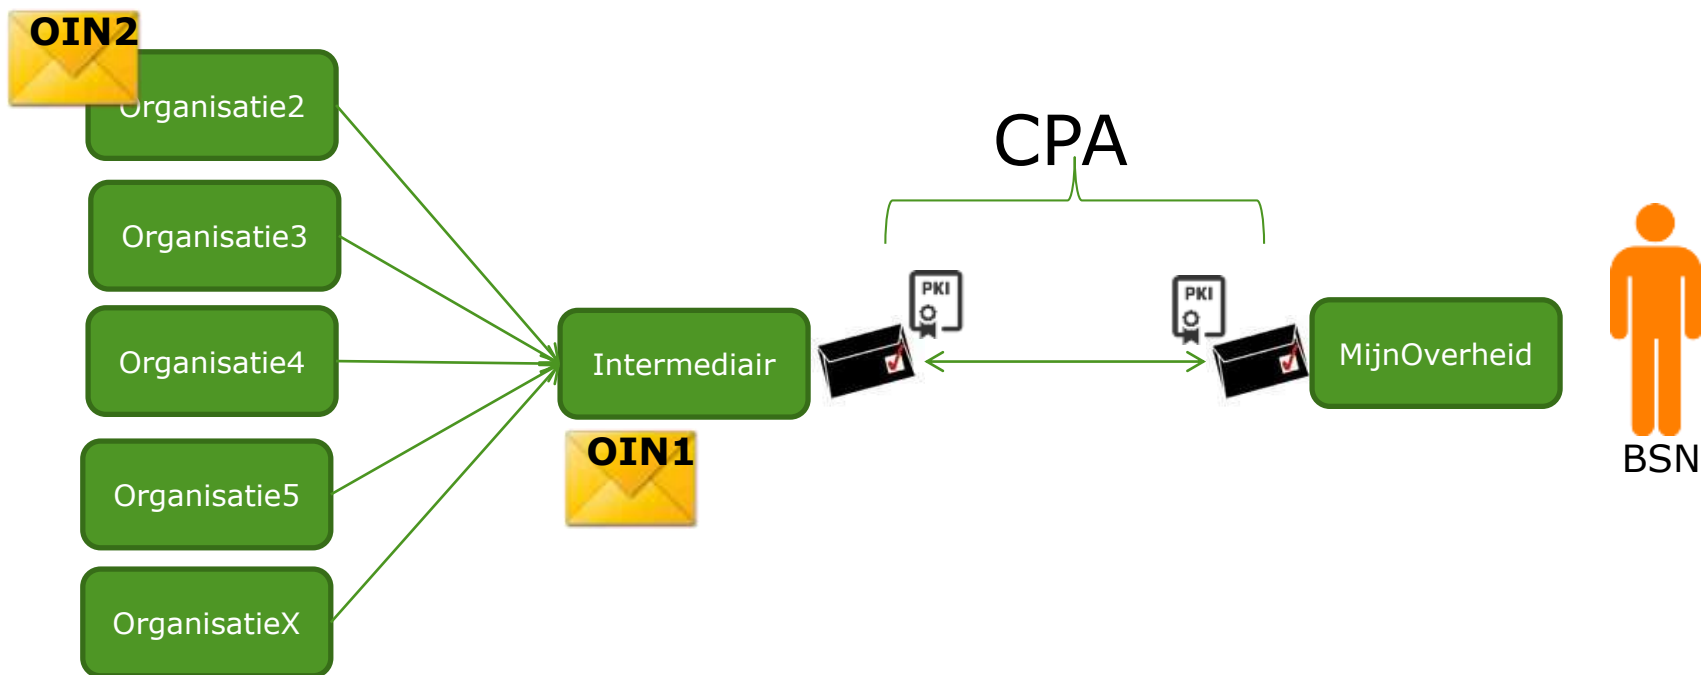 OIN2
Organisatie2
Organisatie3
Organisatie4
Organisatie5
OrganisatieX
Intermediair
OIN1
CPA
PKI
PKI
MijnOverheid
BSN